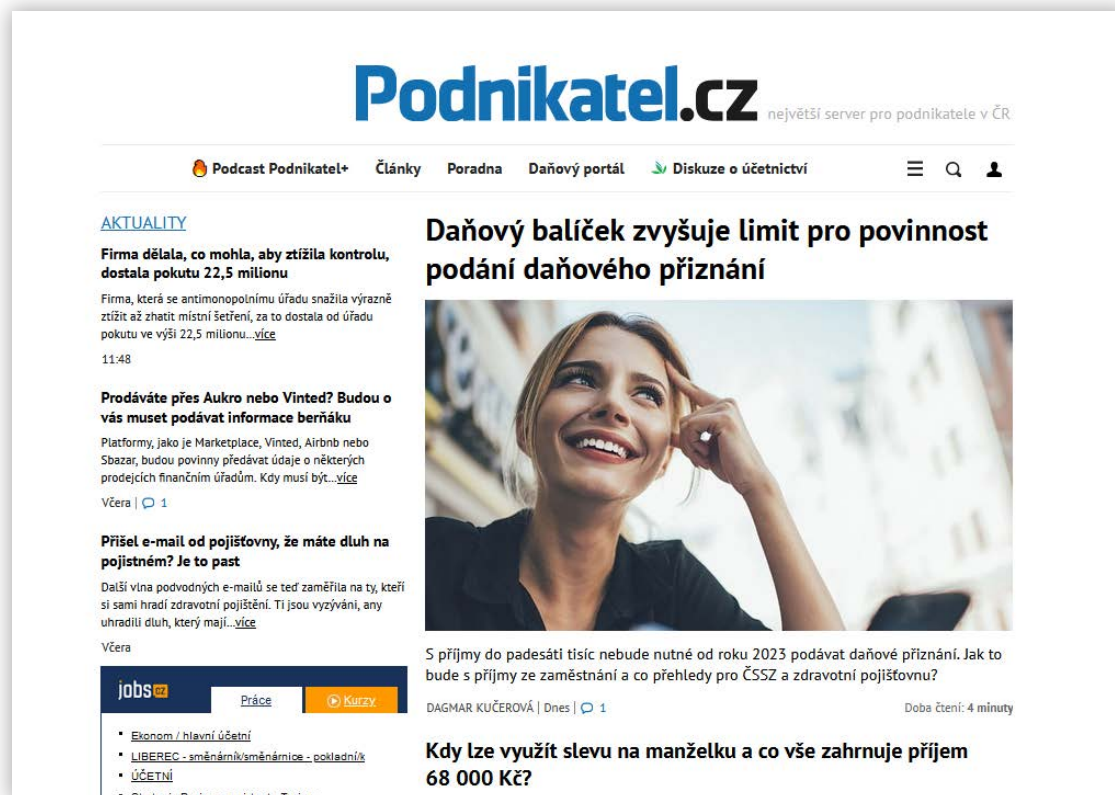 Podnikatel.cz
největší server pro podnikatele v ČR
Podcast Podnikatel+ Články Poradna Daňový portál Diskuze o účetnictví
AKTUALITY
Firma dělala, co mohla, aby ztížila kontrolu,
dostala pokutu 22,5 milionu
Firma, která se antimonopolnímu úřadu snažila výrazně
ztížit až zhatit místní šetření, za to dostala od úřadu
pokutu ve výši 22,5 milionu...více
11:48
Prodáváte přes Aukro nebo Vinted? Budou o
vás muset podávat informace berňáku
Platformy, jako je Marketplace, Vinted, Airbnb nebo
Sbazar, budou povinny předávat údaje o některých
prodejcích finančním úřadům. Kdy musí být...více
Včera | 1
Přišel e-mail od pojišťovny, že máte dluh na
pojistném? Je to past
Další vlna podvodných e-mailů se teď zaměřila na ty, kteří
si sami hradí zdravotní pojištění. Ti jsou vyzýváni, any
uhradili dluh, který mají...více
Včera
jobs cz
Práce
Kurzy
Ekonom / hlavní účetní
LIBEREC - směnárník/směnárnice - pokladní/k
ÚČETNÍ
Daňový balíček zvyšuje limit pro povinnost
podání daňového přiznání
S příjmy do padesáti tisíc nebude nutné od roku 2023 podávat daňové přiznání. Jak to
bude s příjmy ze zaměstnání a co přehledy pro ČSSZ a zdravotní pojišťovnu?
DAGMAR KUČEROVÁ | Dnes | 1
Doba čtení: 4 minuty
Kdy lze využít slevu na manželku a co vše zahrnuje příjem
68 000 Kč?